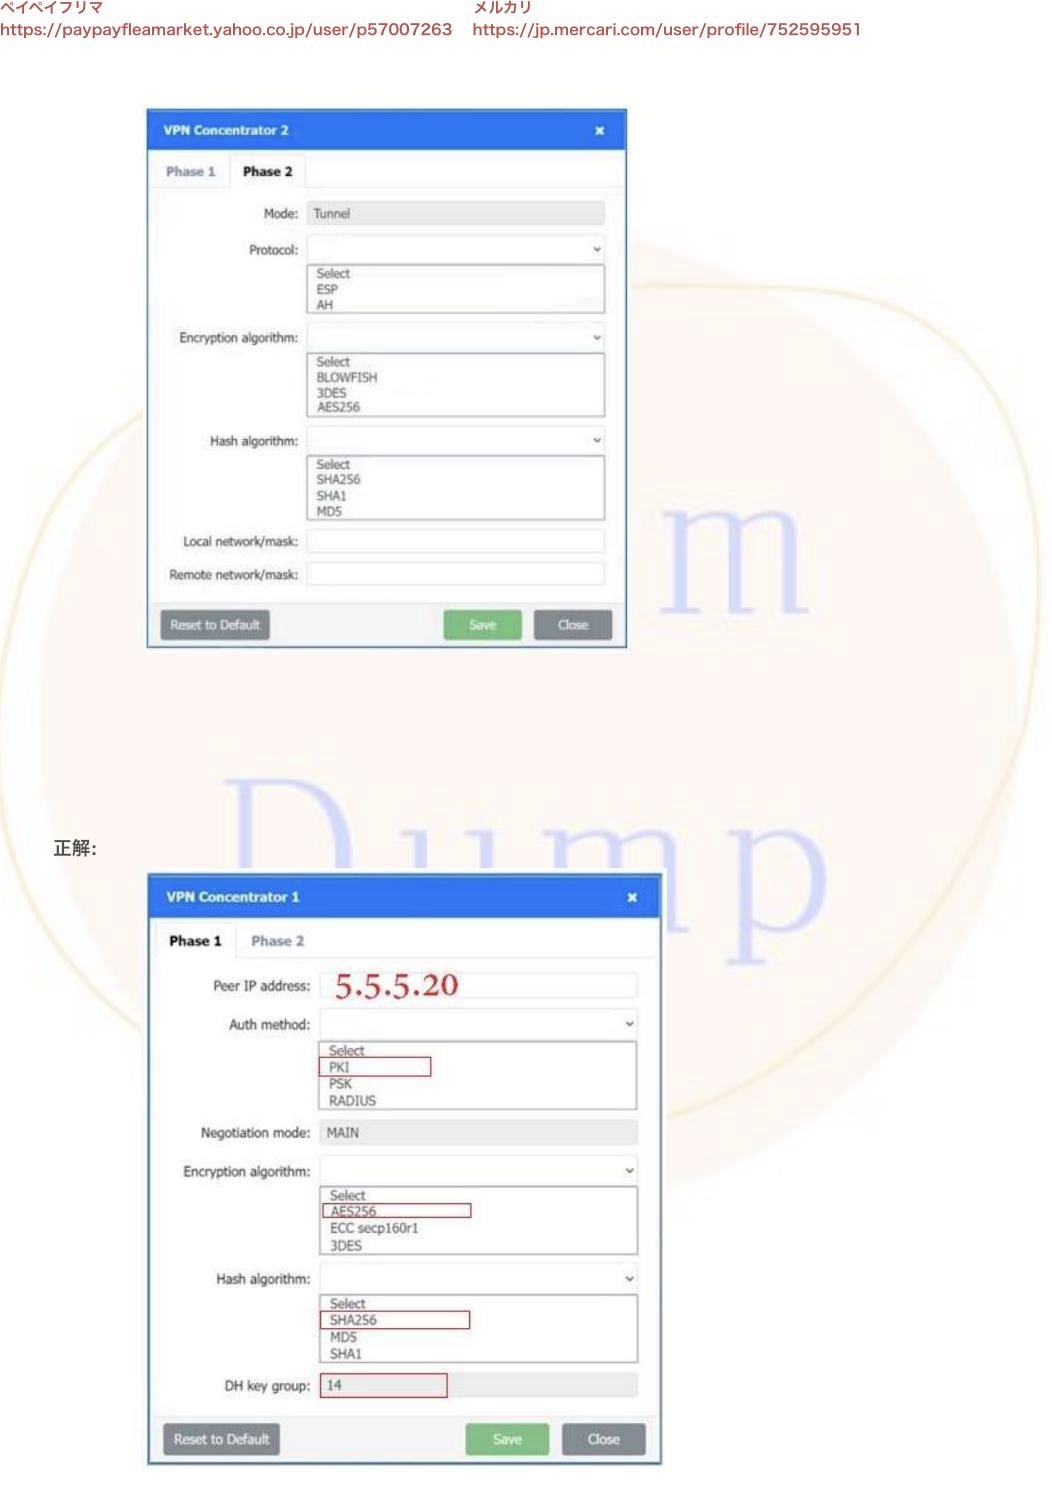 ペイペイフリマ メルカリ
https://paypayfleamarket.yahoo.co.jp/user/p57007263 https://jp.mercari.com/user/profile/752595951
VPN Concentrator 2 ×
Phase 1 Phase 2
Mode: Tunnel
Protocol:
Select
ESP
AH
Encryption algorithm:
Select
BLOWFISH
3DES
AES256
Hash algorithm:
Select
SHA256
SHA1
MD5
Local network/mask:
Remote network/mask:
Reset to Default Save Close
m
Dump
正解:
VPN Concentrator 1 ×
Phase 1 Phase 2
Peer IP address: 5.5.5.20
Auth method:
Select
PKI
PSK
RADIUS
Negotiation mode: MAIN
Encryption algorithm:
Select
AES256
ECC secp160r1
3DES
Hash algorithm:
Select
SHA256
MD5
SHA1
DH key group: 14
Reset to Default Save Close